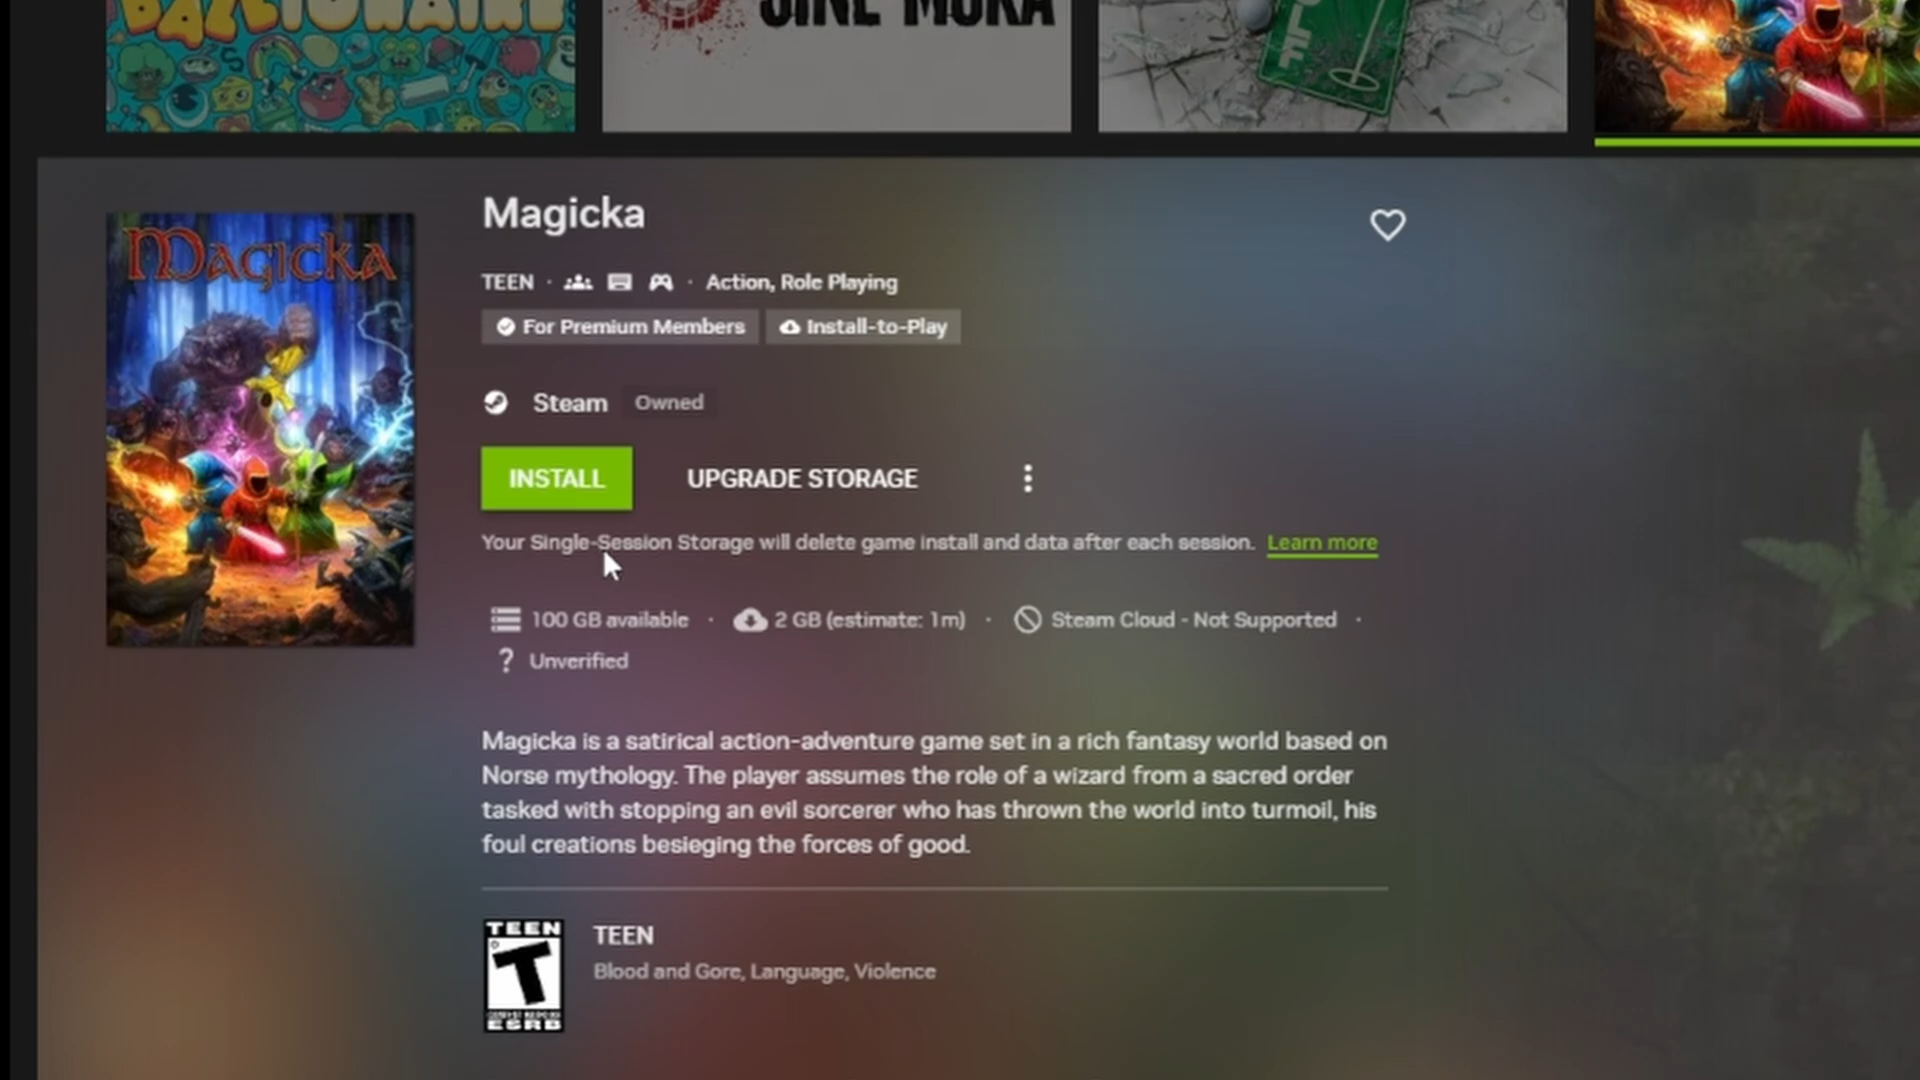 SINE MORA
Magicka
TEEN · · Action, Role Playing
For Premium Members Install-to-Play
MAGICKA
Steam Owned
INSTALL UPGRADE STORAGE
Your Single-Session Storage will delete game install and data after each session. Learn more
100 GB available · 2 GB (estimate: 1m) · Steam Cloud - Not Supported ·
? Unverified
Magicka is a satirical action-adventure game set in a rich fantasy world based on
Norse mythology. The player assumes the role of a wizard from a sacred order
tasked with stopping an evil sorcerer who has thrown the world into turmoil, his
foul creations besieging the forces of good.
TEEN
T
ESRB
TEEN
Blood and Gore, Language, Violence